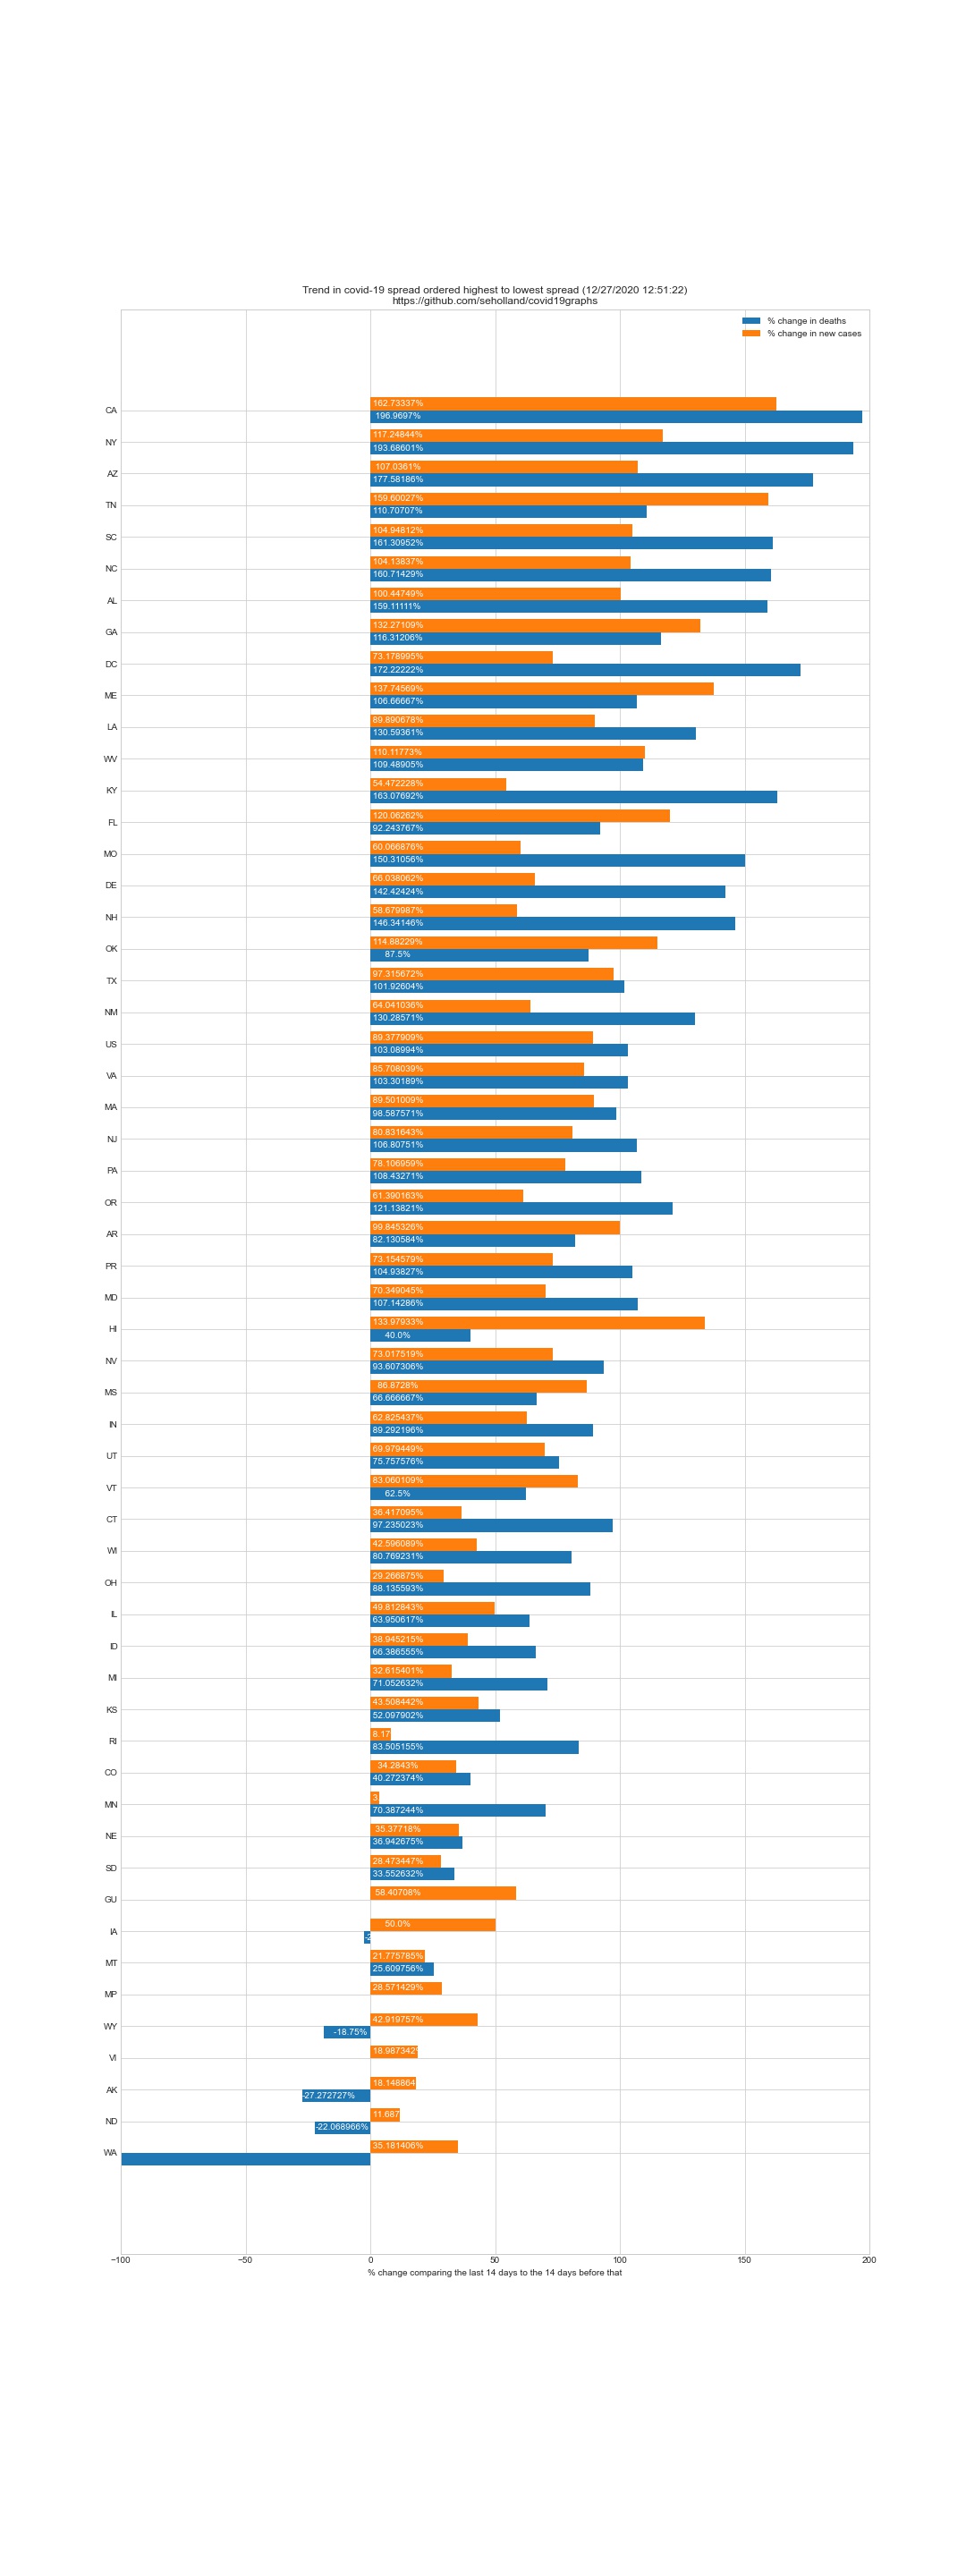 Trend in covid-19 spread ordered highest to lowest spread (12/27/2020 12:51:22)
https://github.com/seholland/covid19graphs
% change in deaths
% change in new cases
162.73337%
CA
196.9697%
117.24844%
NY
193.68601%
107.0361%
AZ
177.58186%
159.60027%
TN
110.70707%
104.94812%
SC
161.30952%
104.13837%
NC
160.71429%
100.44749%
AL
159.11111%
132.27109%
GA
116.31206%
73.178995%
DC
172.22222%
137.74569%
ME
106.66667%
89.890678%
LA
130.59361%
110.11773%
WV
109.48905%
54.472228%
KY
163.07692%
120.06262%
FL
92.243767%
60.066876%
MO
150.31056%
66.038062%
DE
142.42424%
58.679987%
NH
146.34146%
114.88229%
OK
87.5%
97.315672%
TX
101.92604%
64.041036%
NM
130.28571%
89.377909%
US
103.08994%
85.708039%
VA
103.30189%
89.501009%
MA
98.587571%
80.831643%
NJ
106.80751%
78.106959%
PA
108.43271%
61.390163%
OR
121.13821%
99.845326%
AR
82.130584%
73.154579%
PR
104.93827%
70.349045%
MD
107.14286%
133.97933%
HI
40.0%
73.017519%
NV
93.607306%
86.8728%
MS
66.666667%
62.825437%
IN
89.292196%
69.979449%
UT
75.757576%
83.060109%
VT
62.5%
36.417095%
CT
97.235023%
42.596089%
WI
80.769231%
29.266875%
OH
88.135593%
49.812843%
IL
63.950617%
38.945215%
ID
66.386555%
32.615401%
MI
71.052632%
43.508442%
KS
52.097902%
8.17
RI
83.505155%
34.2843%
CO
40.272374%
3.
MN
70.387244%
35.37718%
NE
36.942675%
28.473447%
SD
33.552632%
58.40708%
GU
50.0%
IA
21.775785%
MT
25.609756%
28.571429%
MP
42.919757%
WY
-18.75%
18.987342%
VI
18.148864
AK
-27.272727%
11.687
ND
-22.068966%
35.181406%
WA
−100 −50 0 50 100 150 200
% change comparing the last 14 days to the 14 days before that